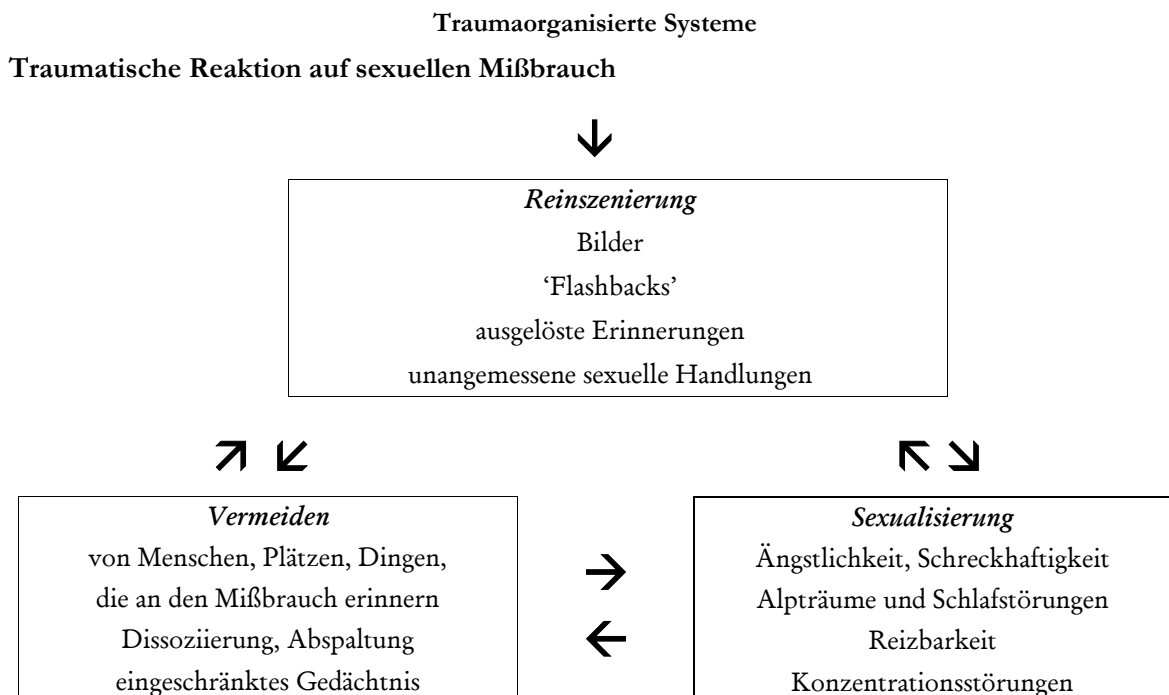 Traumaorganisierte Systeme
Traumatische Reaktion auf sexuellen Mißbrauch
Reinszenierung
Bilder
‘Flashbacks’
ausgelöste Erinnerungen
unangemessene sexuelle Handlungen
Vermeiden
von Menschen, Plätzen, Dingen,
die an den Mißbrauch erinnern
Dissoziierung, Abspaltung
eingeschränktes Gedächtnis
Sexualisierung
Ängstlichkeit, Schreckhaftigkeit
Alpträume und Schlafstörungen
Reizbarkeit
Konzentrationsstörungen